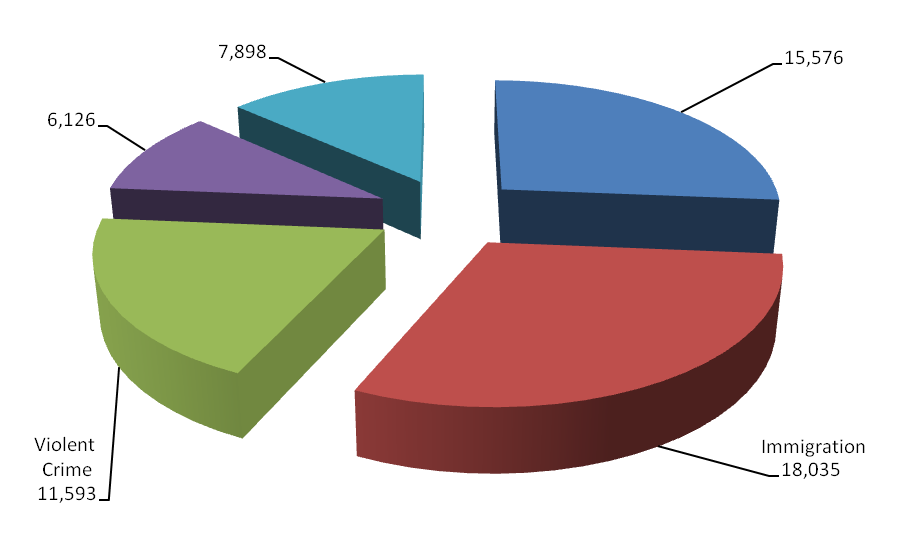 7,898
15,576
6,126
Violent
Crime
11,593
Immigration
18,035